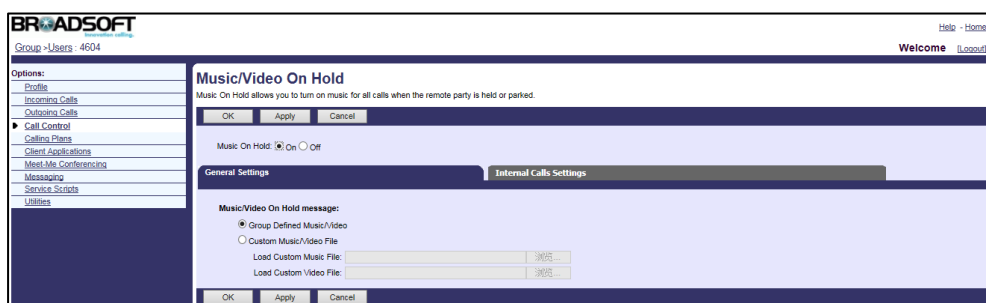 BROADSOFT
innovation calling.
Help - Home
Group >Users : 4604
Welcome [Logout]
Options:
Profile
Incoming Calls
Outgoing Calls
Call Control
Calling Plans
Client Applications
Meet-Me Conferencing
Messaging
Service Scripts
Utilities
Music/Video On Hold
Music On Hold allows you to turn on music for all calls when the remote party is held or parked.
OK Apply Cancel
Music On Hold: On Off
General Settings Internal Calls Settings
Music/Video On Hold message:
Group Defined Music/Video
Custom Music/Video File
Load Custom Music File: 浏览...
Load Custom Video File: 浏览...
OK Apply Cancel